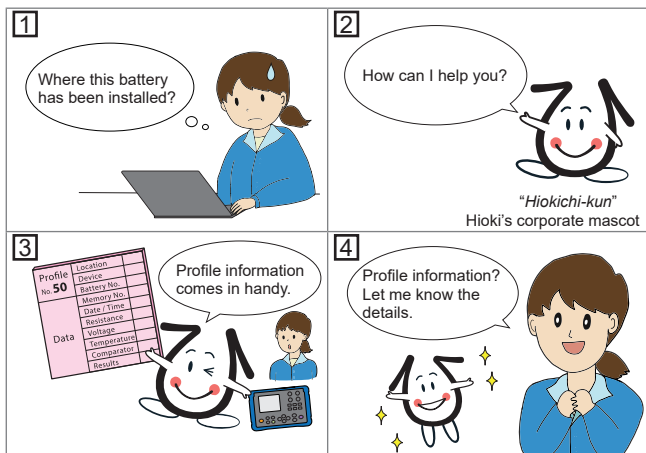 1
Where this battery
has been installed?
2
How can I help you?
“Hiokichi-kun”
Hioki's corporate mascot
3
Profile
No. 50
Location
Device
Battery No.
Data
Memory No.
Date / Time
Resistance
Voltage
Temperature
Comparator
Results
Profile information
comes in handy.
4
Profile information?
Let me know the
details.